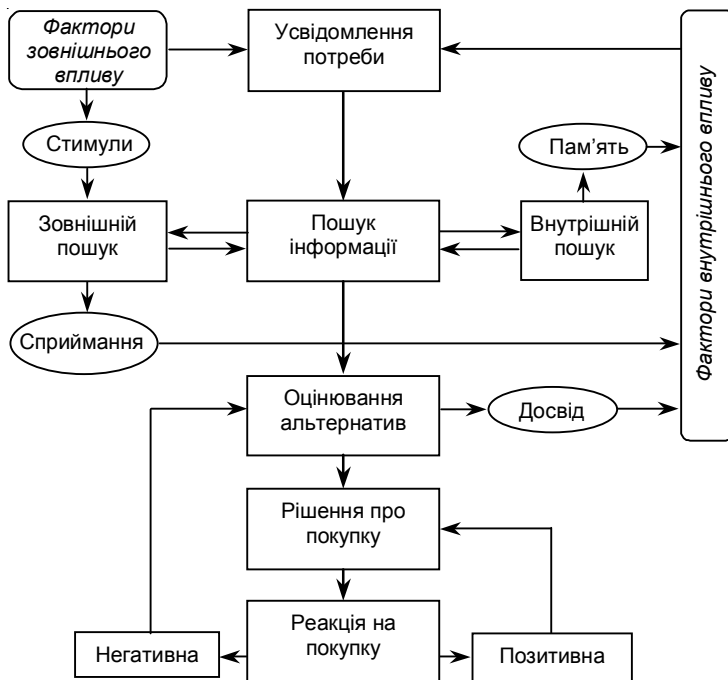 Фактори
зовнішнього
впливу
Усвідомлення
потреби
Стимули
Пам’ять
Зовнішній
пошук
Пошук
інформації
Внутрішній
пошук
Фактори внутрішнього впливу
Сприймання
Оцінювання
альтернатив
Досвід
Рішення про
покупку
Реакція на
покупку
Негативна
Позитивна